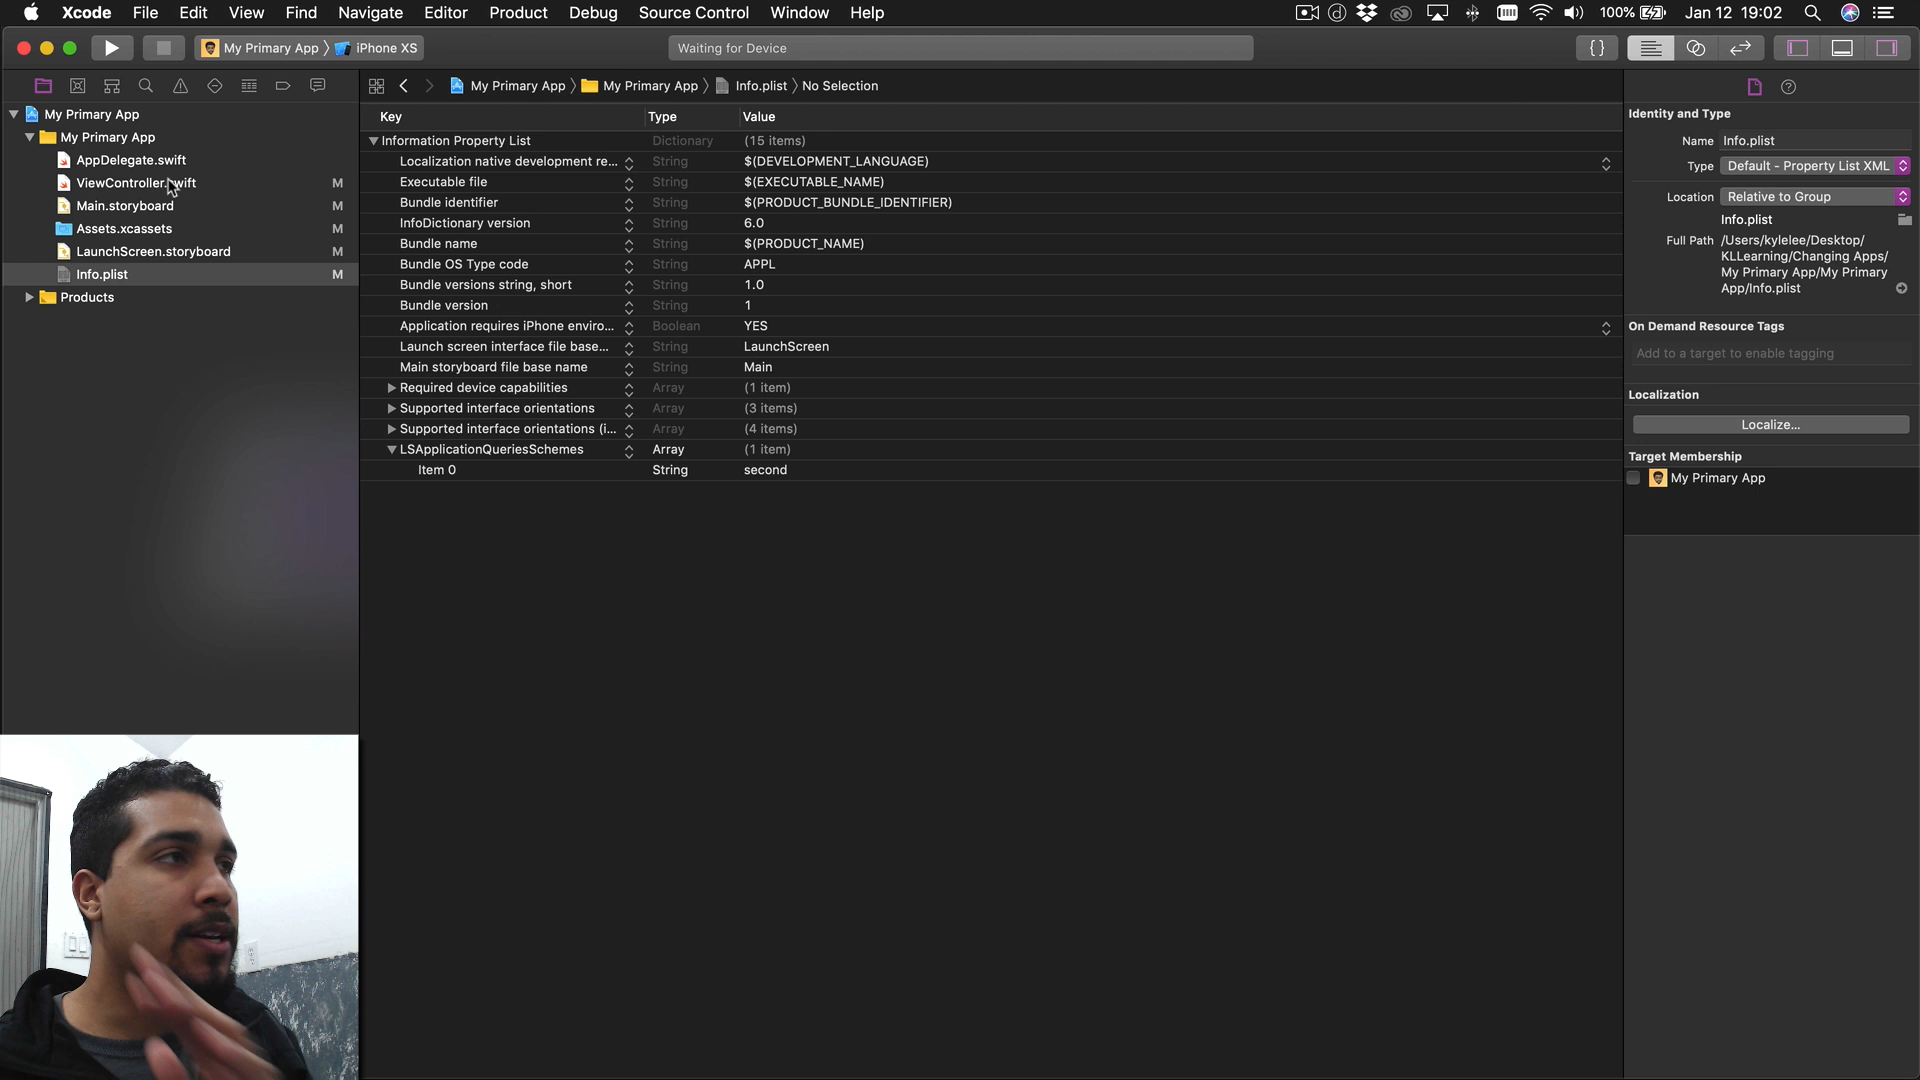 Xcode File Edit View Find Navigate Editor Product Debug Source Control Window Help 100% Jan 12 19:02
My Primary App iPhone XS
Waiting for Device
My Primary App My Primary App Info.plist No Selection
My Primary App
My Primary App
AppDelegate.swift
ViewController.swift M
Main.storyboard M
Assets.xcassets M
LaunchScreen.storyboard M
Info.plist M
Products
Key Type Value
Information Property List Dictionary (15 items)
Localization native development re... String $(DEVELOPMENT_LANGUAGE)
Executable file String $(EXECUTABLE_NAME)
Bundle identifier String $(PRODUCT_BUNDLE_IDENTIFIER)
InfoDictionary version String 6.0
Bundle name String $(PRODUCT_NAME)
Bundle OS Type code String APPL
Bundle versions string, short String 1.0
Bundle version String 1
Application requires iPhone enviro... Boolean YES
Launch screen interface file base... String LaunchScreen
Main storyboard file base name String Main
Required device capabilities Array (1 item)
Supported interface orientations Array (3 items)
Supported interface orientations (i... Array (4 items)
LSApplicationQueriesSchemes Array (1 item)
Item 0 String second
Identity and Type
Name Info.plist
Type Default - Property List XML
Location Relative to Group
Info.plist
Full Path /Users/kylelee/Desktop/
KLLearning/Changing Apps/
My Primary App/My Primary
App/Info.plist
On Demand Resource Tags
Add to a target to enable tagging
Localization
Localize...
Target Membership
My Primary App